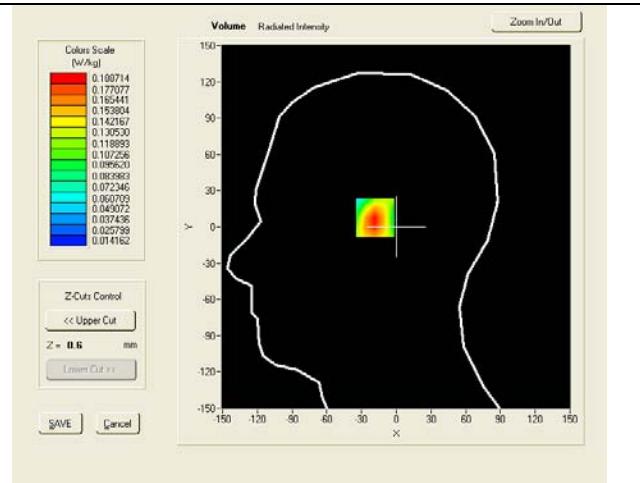 Volume Radiated Intensity
Zoom In/Out
Colors Scale
(W/kg)
0.188714
0.177077
0.165441
0.153804
0.142167
0.130530
0.118893
0.107256
0.095620
0.083983
0.072346
0.060709
0.049072
0.037436
0.025799
0.014162
Z-Cuts Control
<< Upper Cut
Z = 0.6 mm
Lower Cut >>
SAVE Cancel
150
120
90
60
30
0
-30
-60
-90
-120
-150
Y
-150 -120 -90 -60 -30 0 30 60 90 120 150
X